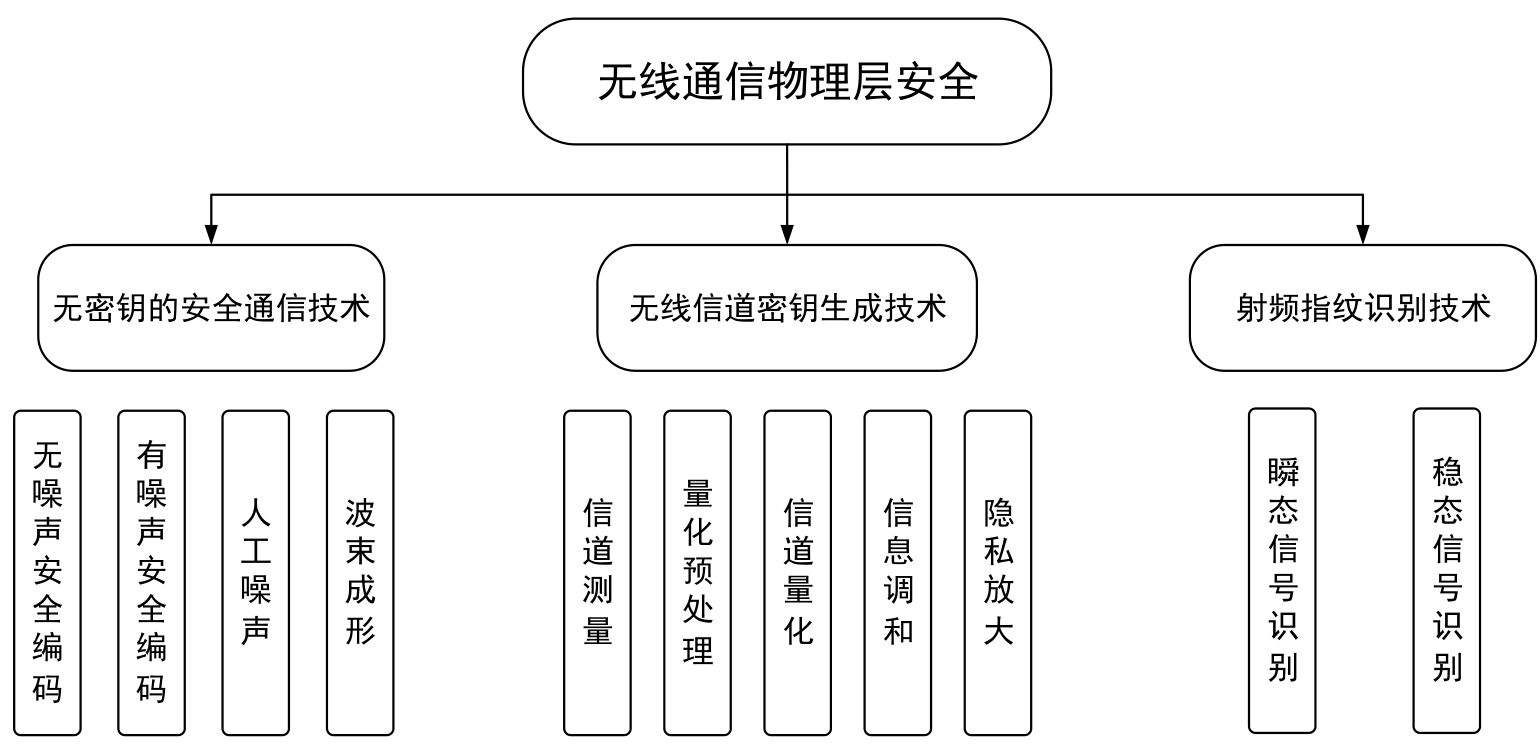 无线通信物理层安全
无密钥的安全通信技术
无线信道密钥生成技术
射频指纹识别技术
无噪声安全编码
有噪声安全编码
人工噪声
波束成形
信道测量
量化预处理
信道量化
信息调和
隐私放大
瞬态信号识别
稳态信号识别